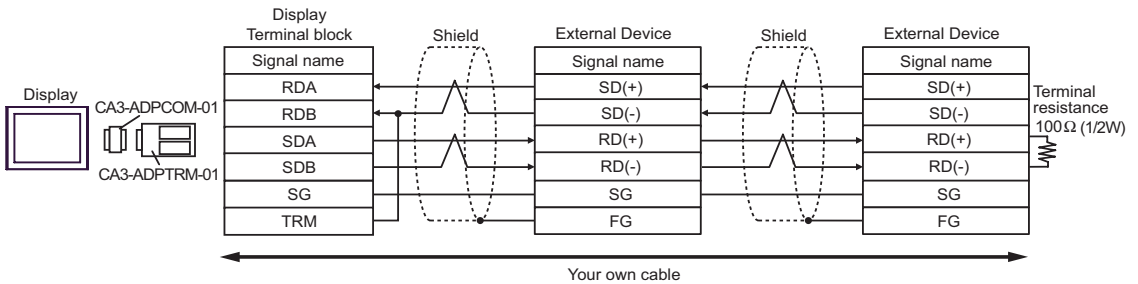 Display
Terminal block
Shield
External Device
Shield
External Device
Signal name
Signal name
Signal name
Display
CA3-ADPCOM-01
CA3-ADPTRM-01
RDA
SD(+)
SD(+)
RDB
SD(-)
SD(-)
SDA
RD(+)
RD(+)
SDB
RD(-)
RD(-)
SG
SG
SG
TRM
FG
FG
Terminal
resistance
100Ω (1/2W)
Your own cable